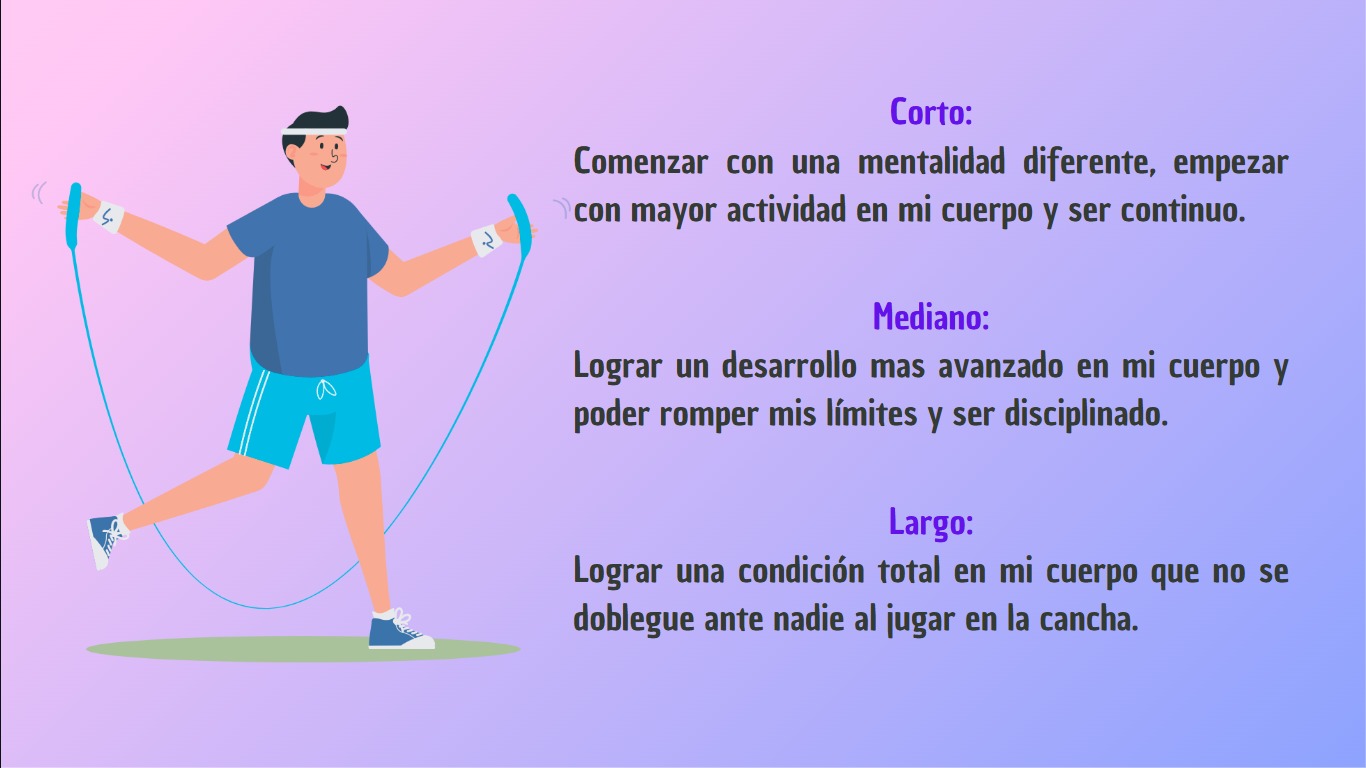 Corto:
Comenzar con una mentalidad diferente, empezar
con mayor actividad en mi cuerpo y ser continuo.
Mediano:
Lograr un desarrollo mas avanzado en mi cuerpo y
poder romper mis límites y ser disciplinado.
Largo:
Lograr una condición total en mi cuerpo que no se
doblegue ante nadie al jugar en la cancha.